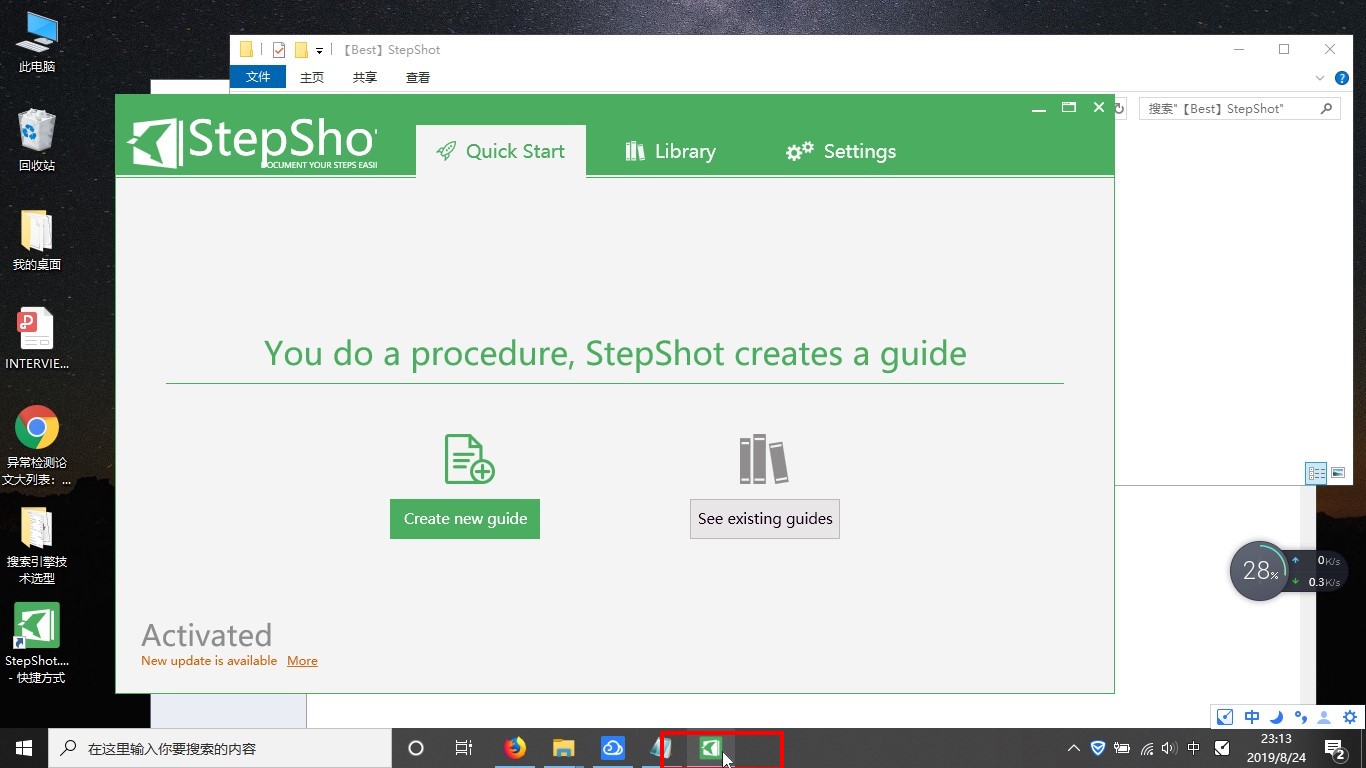 此电脑
回收站
我的桌面
INTERVIE...
异常检测论
文大列表：...
搜索引擎技
术选型
StepShot....
- 快捷方式
【Best】StepShot
文件
主页
共享
查看
搜索"【Best】StepShot"
StepSho
DOCUMENT YOUR STEPS EASI
Quick Start
Library
Settings
You do a procedure, StepShot creates a guide
Create new guide
See existing guides
Activated
New update is available More
28%
0K/s
0.3K/s
中
在这里输入你要搜索的内容
中
23:13
2019/8/24
2